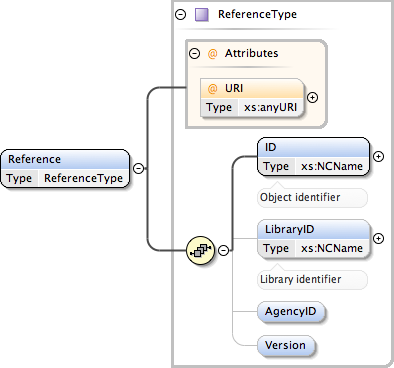 ReferenceType
@ Attributes
@ URI
Type xs:anyURI
Reference
Type ReferenceType
ID
Type xs:NCName
Object identifier
LibraryID
Type xs:NCName
Library identifier
AgencyID
Version